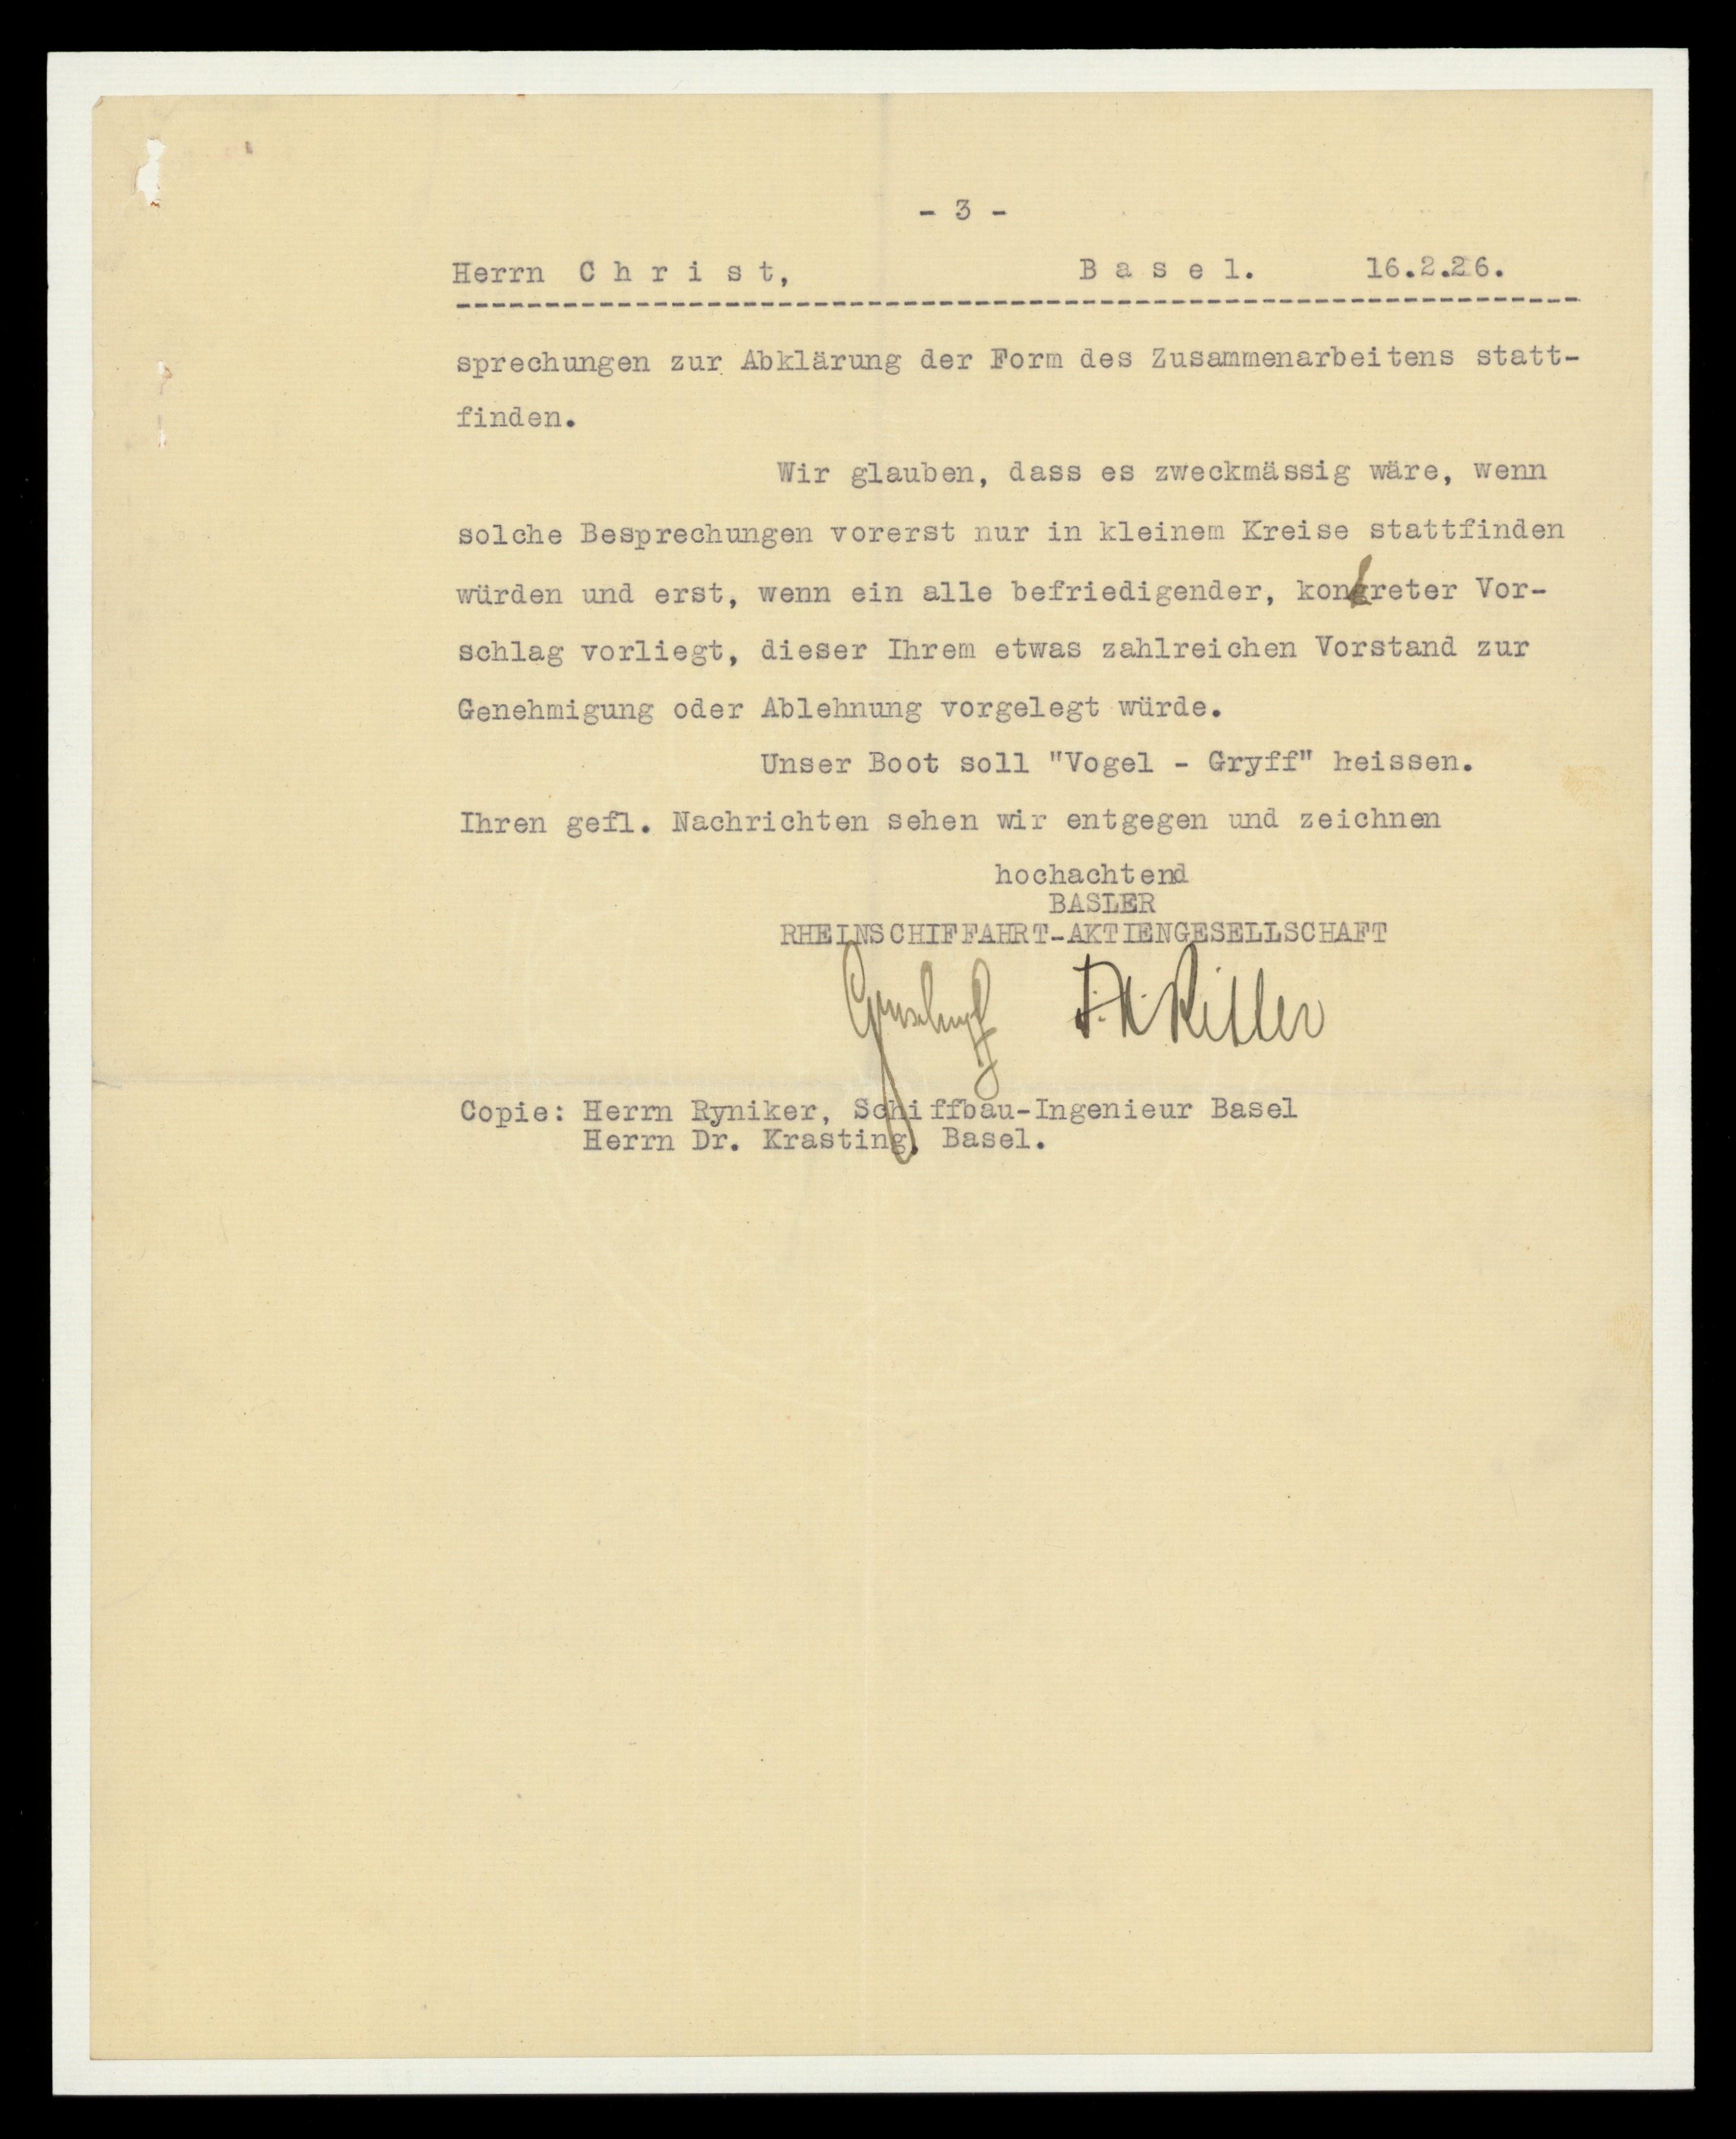 - 3 -
Herrn C h r i s t, B a s e l. 16.2.26.
sprechungen zur Abklärung der Form des Zusammenarbeitens statt-
finden.
Wir glauben, dass es zweckmässig wäre, wenn
solche Besprechungen vorerst nur in kleinem Kreise stattfinden
würden und erst, wenn ein alle befriedigender, konkreter Vor-
schlag vorliegt, dieser Ihrem etwas zahlreichen Vorstand zur
Genehmigung oder Ablehnung vorgelegt würde.
Unser Boot soll "Vogel - Gryff" heissen.
Ihren gefl. Nachrichten sehen wir entgegen und zeichnen
hochachtend
BASLER
RHEINSCHIFFAHRT-AKTIENGESELLSCHAFT
Copie: Herrn Ryniker, Schiffbau-Ingenieur Basel
Herrn Dr. Krasting, Basel.